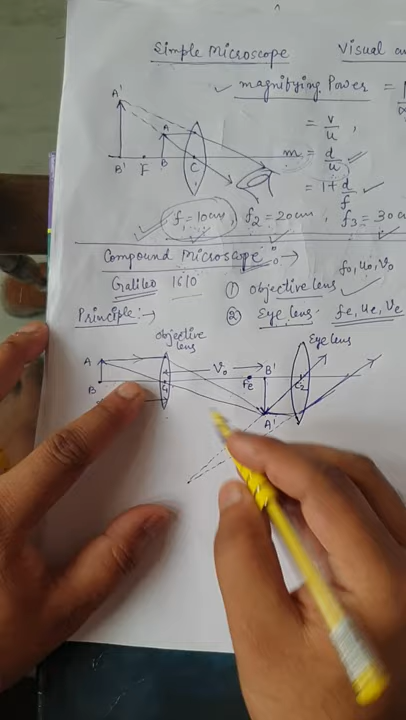 Simple Microscope Visual an
magnifying Power =
= v/u ,
m = d/u
= 1+ d/f
A'
A
B' F B C
f₁ = 10cm, f₂ = 20cm, f₃ = 30c
Compound Microscope :→
fo, uo, vo
Galileo 1610 ① Objective lens
Principle:→ ② Eye lens fe, ue, ve
Objective lens Eye lens
A Vo B'
B Fe C₂
A'